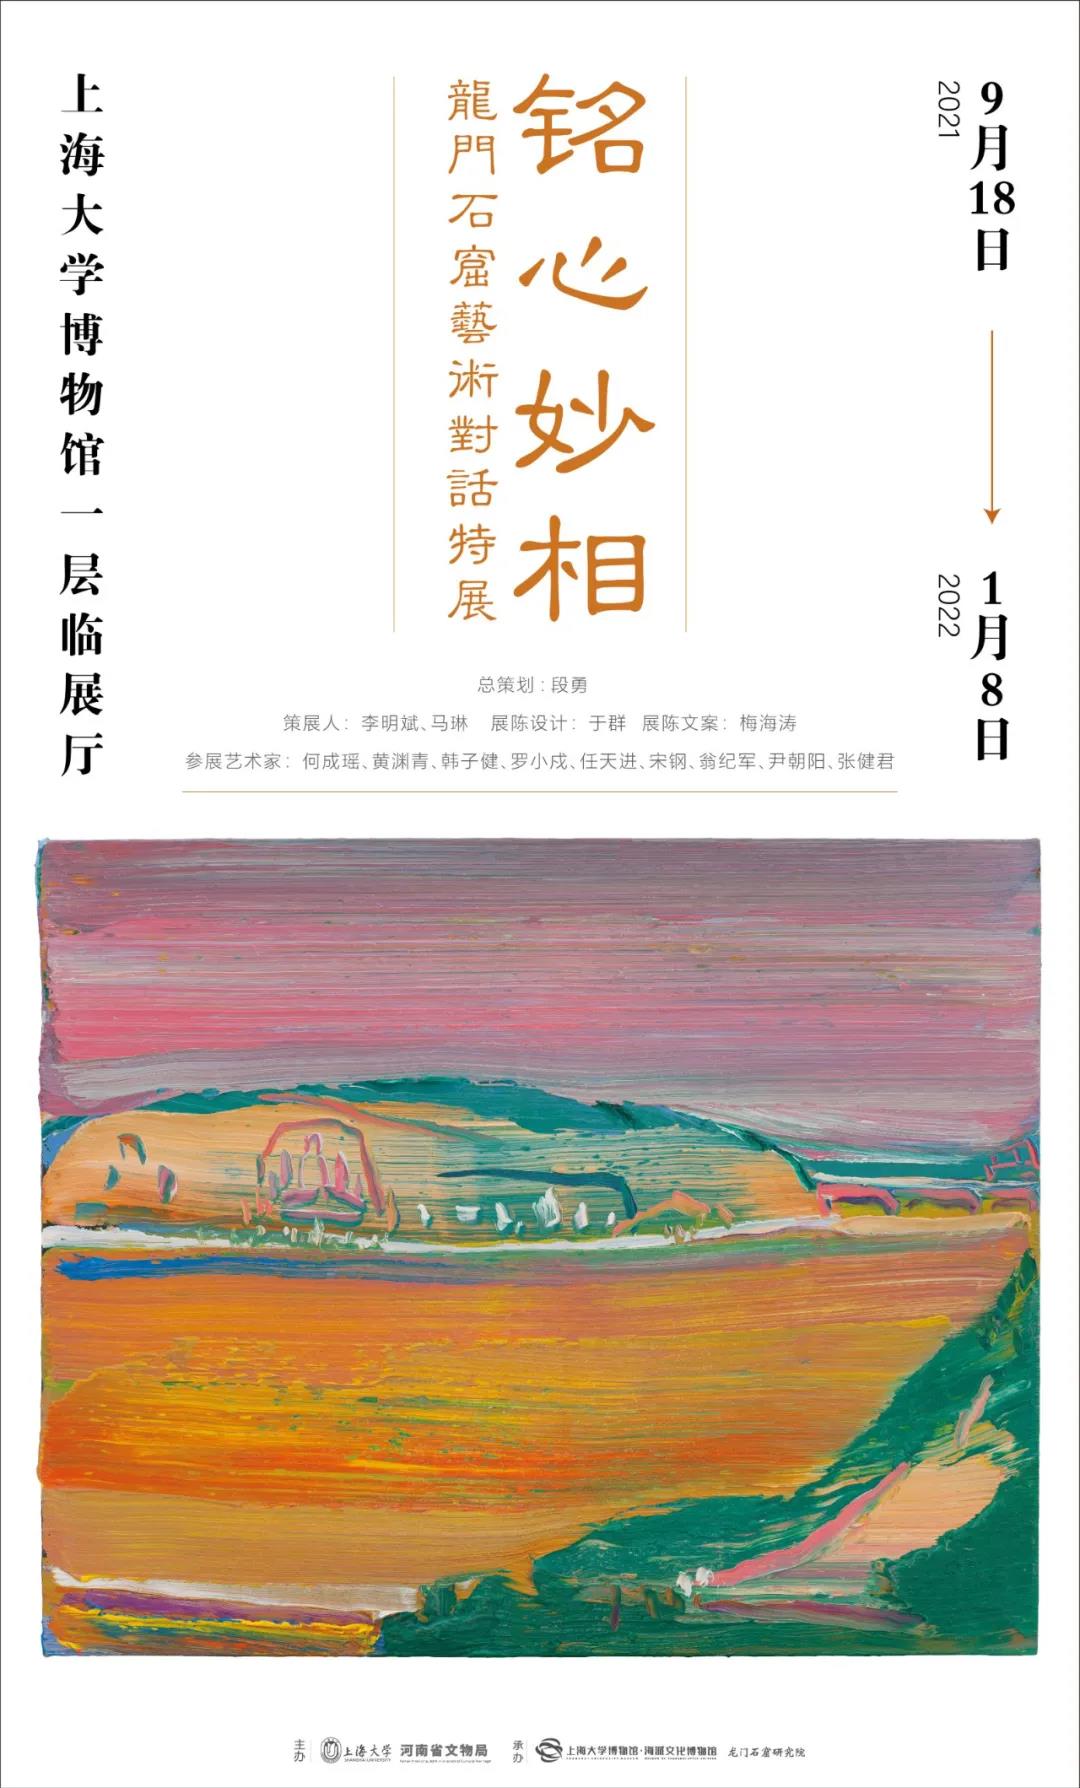 铭心妙相
龍門石窟藝術對話特展
9月18日
2021
1月8日
2022
上海大学博物馆一层临展厅
总策划：段勇
策展人：李明斌、马琳 展陈设计：于群 展陈文案：梅海涛
参展艺术家：何成瑶、黄渊青、韩子健、罗小戍、任天进、宋钢、翁纪军、尹朝阳、张健君
主办
上海大学
SHANGHAI UNIVERSITY
河南省文物局
承办
上海大学博物馆·海派文化博物馆
龙门石窟研究院